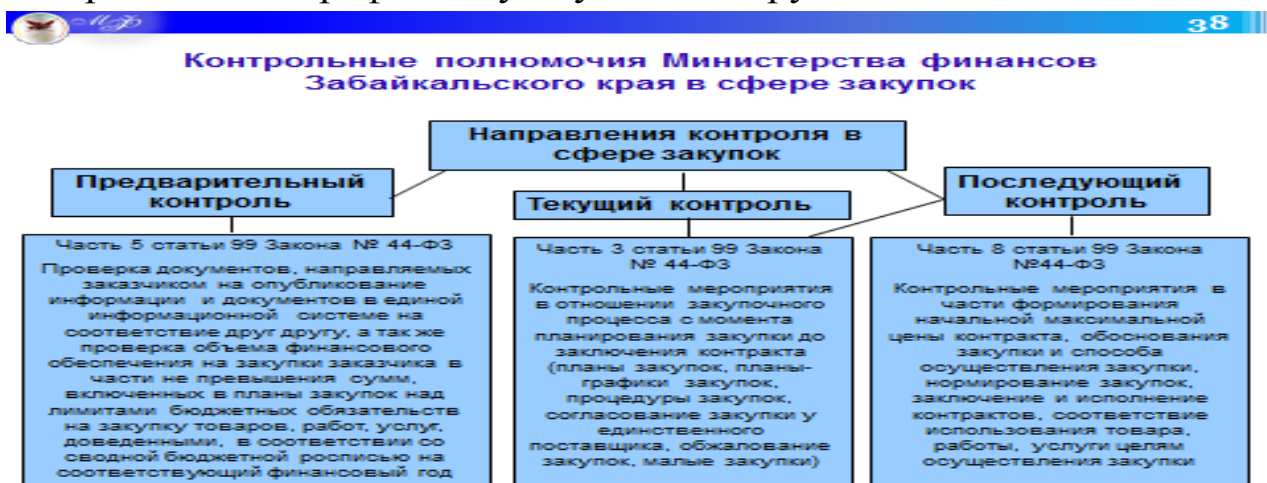 МФ
38
Контрольные полномочия Министерства финансов
Забайкальского края в сфере закупок
Направления контроля в
сфере закупок
Предварительный
контроль
Текущий контроль
Последующий
контроль
Часть 5 статьи 99 Закона № 44-ФЗ
Проверка документов, направляемых
заказчиком на опубликование
информации и документов в единой
информационной системе на
соответствие друг другу, а так же
проверка объема финансового
обеспечения на закупки заказчика в
части не превышения сумм,
включенных в планы закупок над
лимитами бюджетных обязательств
на закупку товаров, работ, услуг,
доведенными, в соответствии со
сводной бюджетной росписью на
соответствующий финансовый год
Часть 3 статьи 99 Закона
№ 44-ФЗ
Контрольные мероприятия
в отношении закупочного
процесса с момента
планирования закупки до
заключения контракта
(планы закупок, планы-
графики закупок,
процедуры закупок,
согласование закупки у
единственного
поставщика, обжалование
закупок, малые закупки)
Часть 8 статьи 99 Закона
№44-ФЗ
Контрольные мероприятия в
части формирования
начальной максимальной
цены контракта, обоснования
закупки и способа
осуществления закупки,
нормирование закупок,
заключение и исполнение
контрактов, соответствие
использования товара,
работы, услуги целям
осуществления закупки